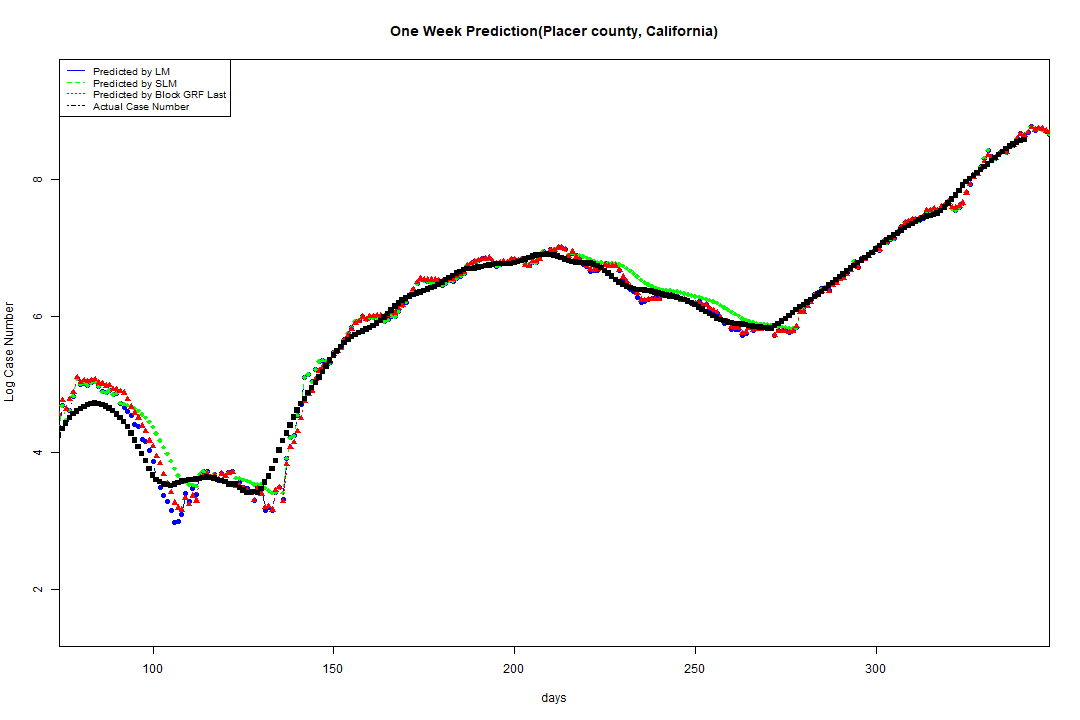 One Week Prediction(Placer county, California)
Predicted by LM
Predicted by SLM
Predicted by Block GRF Last
Actual Case Number
8
6
4
2
Log Case Number
100 150 200 250 300
days